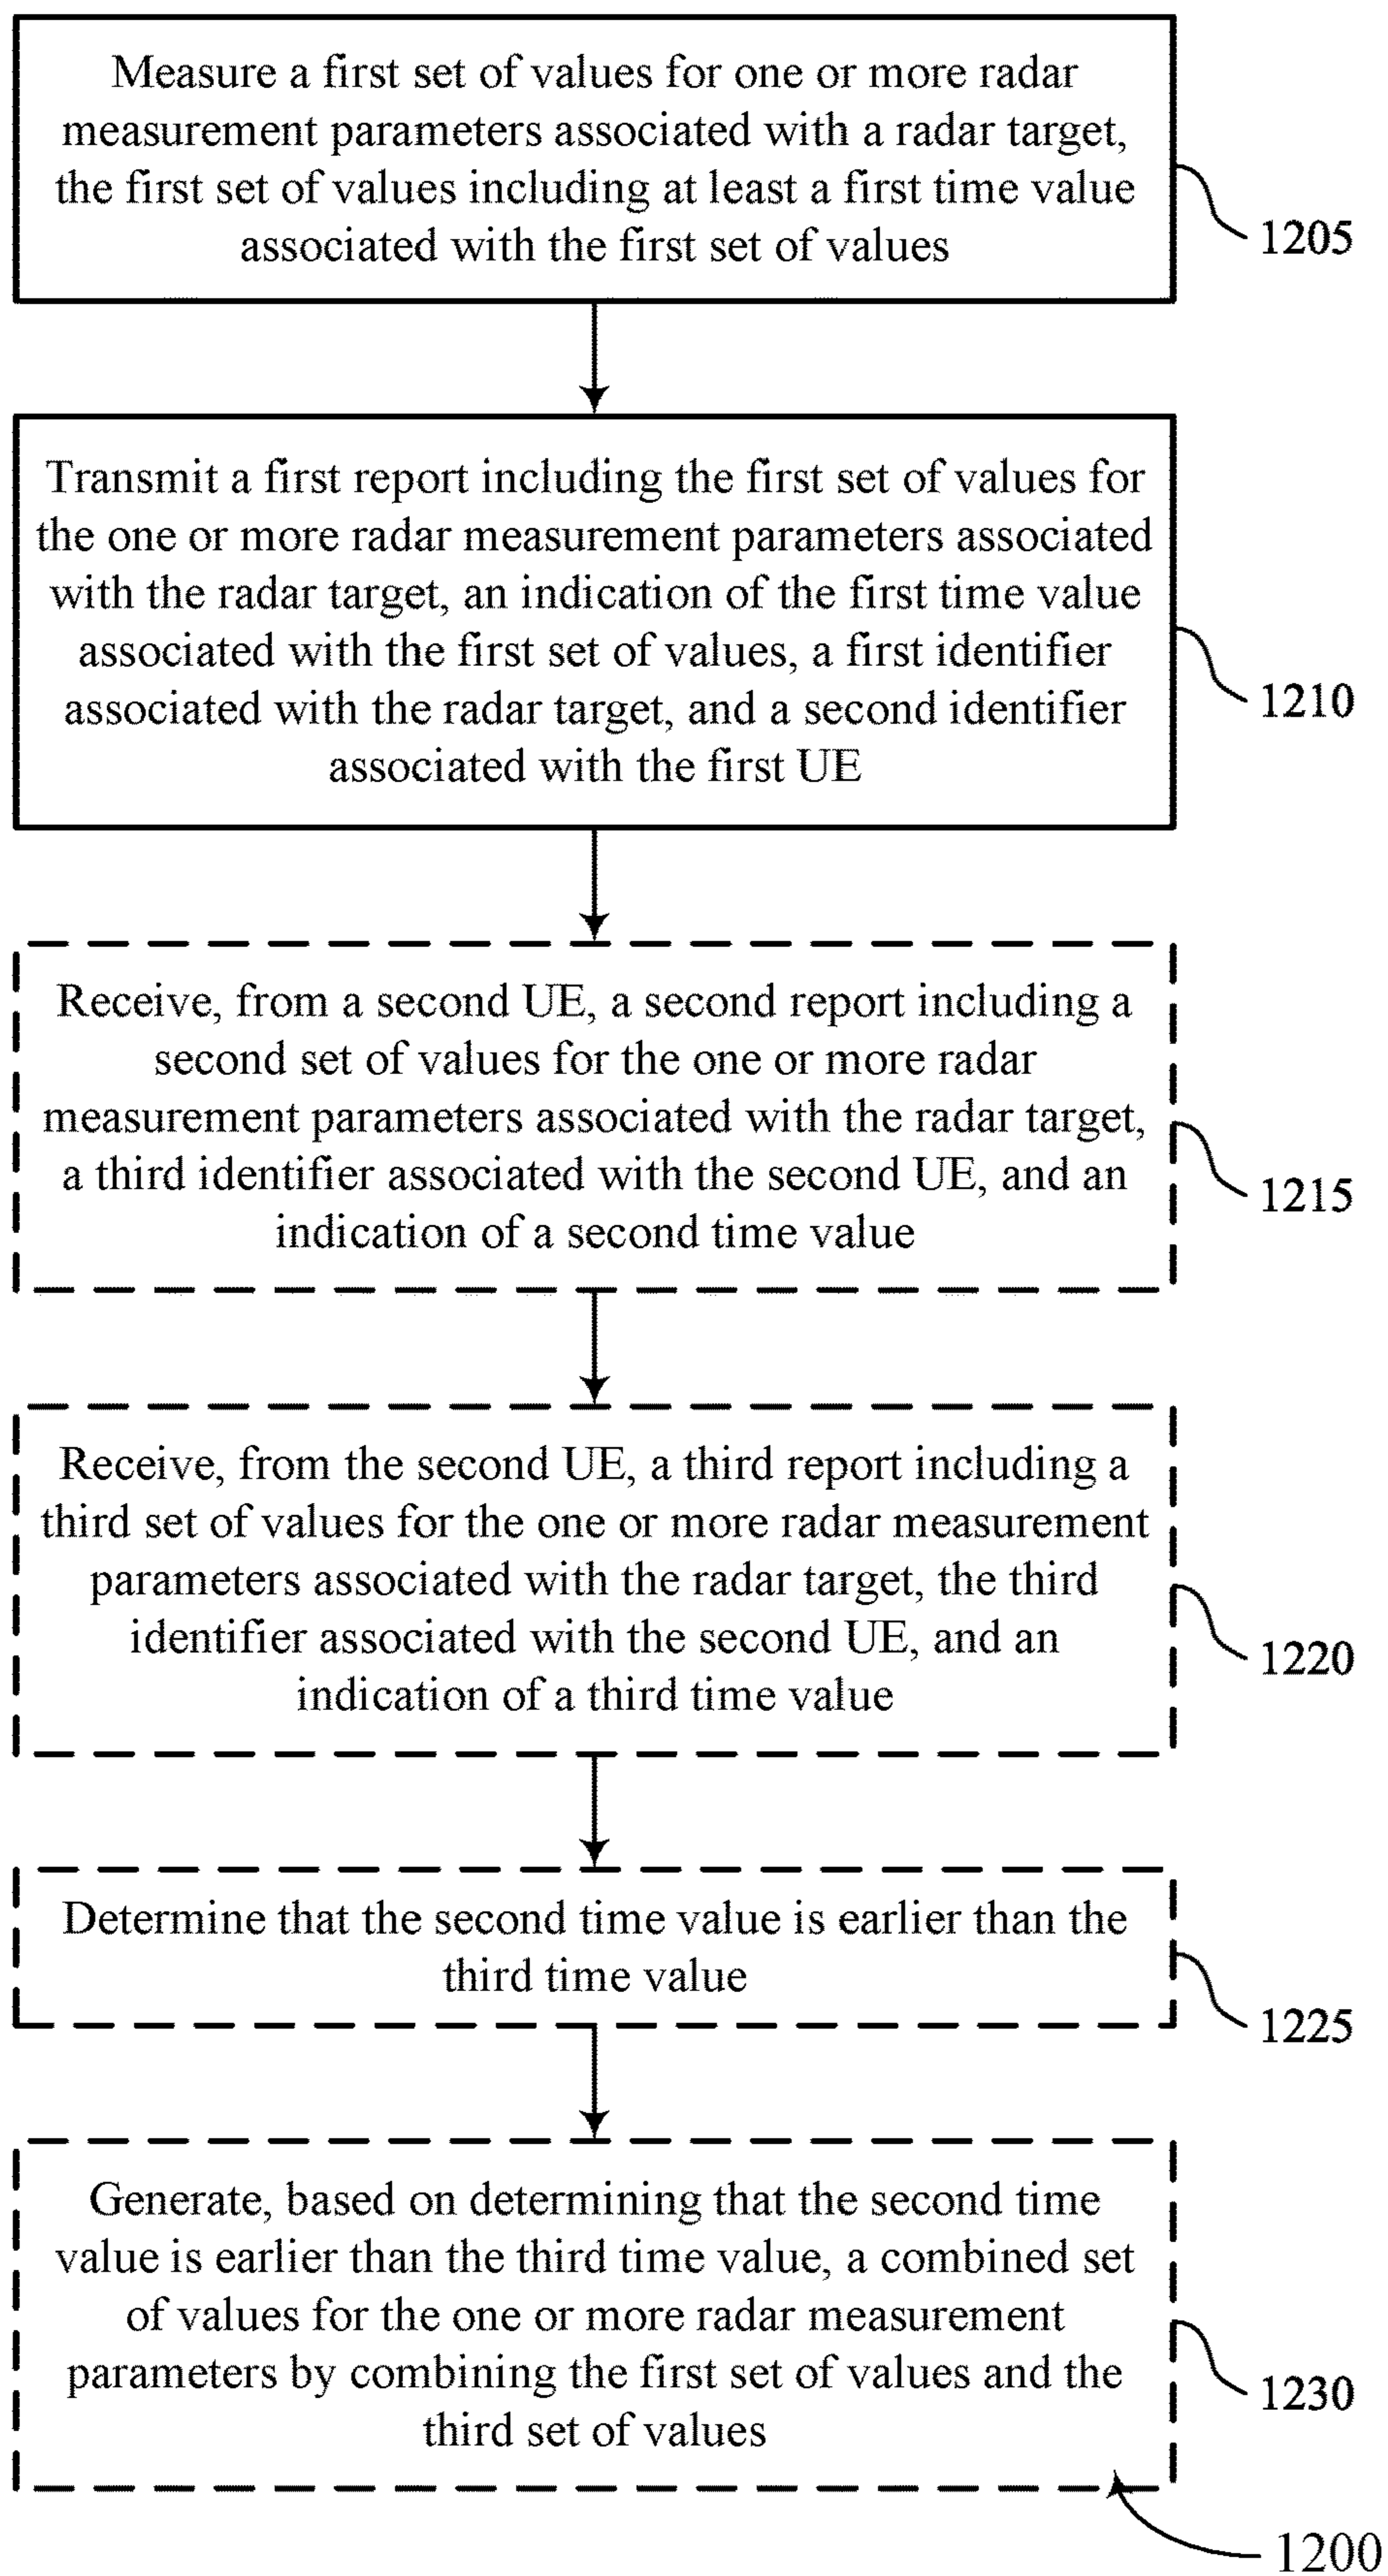 Measure a first set of values for one or more radar
measurement parameters associated with a radar target,
the first set of values including at least a first time value
associated with the first set of values
1205
Transmit a first report including the first set of values for
the one or more radar measurement parameters associated
with the radar target, an indication of the first time value
associated with the first set of values, a first identifier
associated with the radar target, and a second identifier
associated with the first UE
1210
Receive, from a second UE, a second report including a
second set of values for the one or more radar
measurement parameters associated with the radar target,
a third identifier associated with the second UE, and an
indication of a second time value
1215
Receive, from the second UE, a third report including a
third set of values for the one or more radar measurement
parameters associated with the radar target, the third
identifier associated with the second UE, and an
indication of a third time value
1220
Determine that the second time value is earlier than the
third time value
1225
Generate, based on determining that the second time
value is earlier than the third time value, a combined set
of values for the one or more radar measurement
parameters by combining the first set of values and the
third set of values
1230
1200